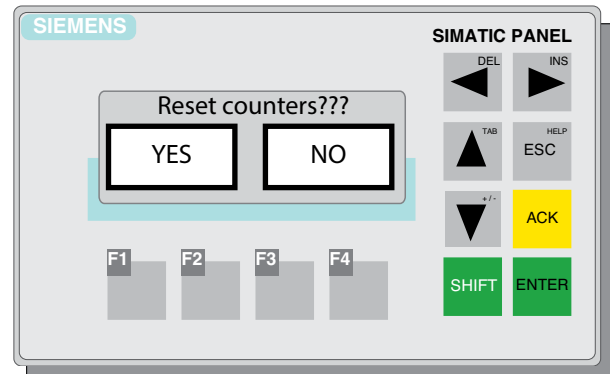 SIEMENS
SIMATIC PANEL
DEL
INS
Reset counters???
YES
NO
TAB
HELP
ESC
+ / -
ACK
F1
F2
F3
F4
SHIFT
ENTER